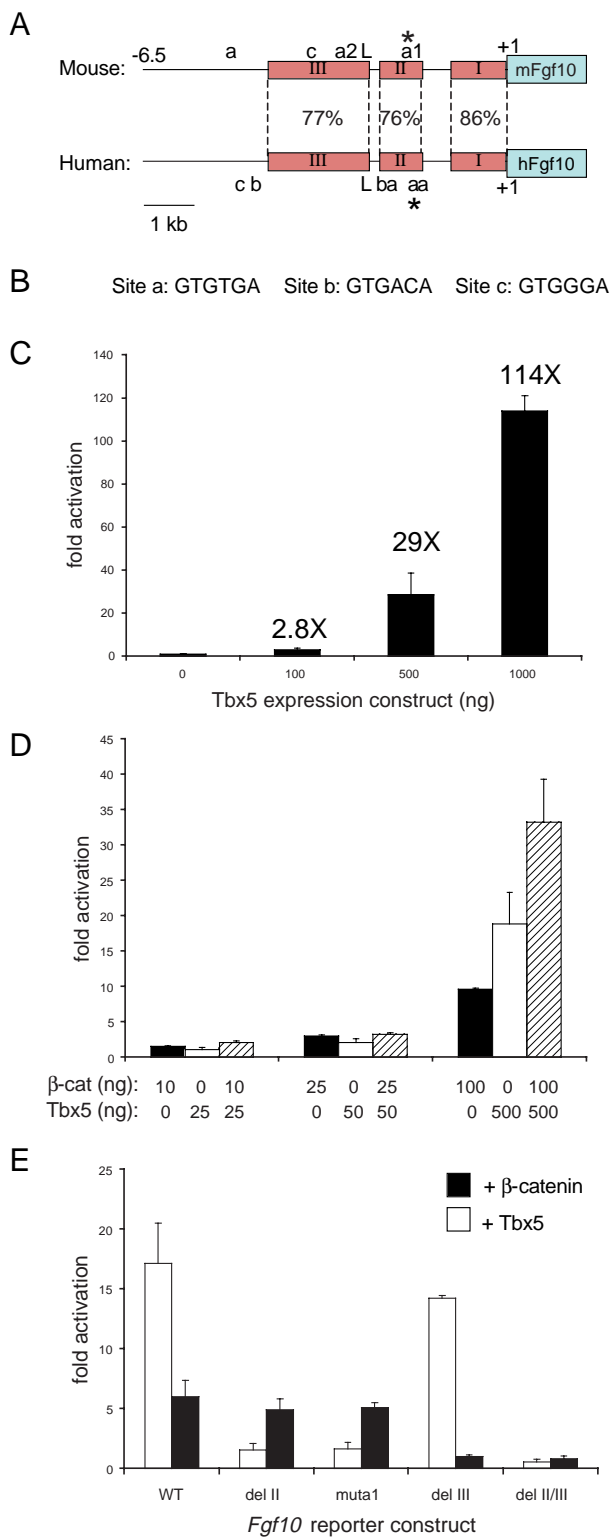 A
*
-6.5 a c a2 L a1 +1
Mouse: III II I mFgf10
77% 76% 86%
Human: III II I hFgf10
c b L ba aa +1
*
1 kb
B
Site a: GTGTGA Site b: GTGACA Site c: GTGGGA
C
140
120
100
80
60
40
20
0
fold activation
2.8X
29X
114X
0 100 500 1000
Tbx5 expression construct (ng)
D
45
40
35
30
25
20
15
10
5
0
fold activation
β-cat (ng): 10 0 10 25 0 25 100 0 100
Tbx5 (ng): 0 25 25 0 50 50 0 500 500
E
25
20
15
10
5
0
fold activation
+ β-catenin
+ Tbx5
WT del II muta1 del III del II/III
Fgf10 reporter construct